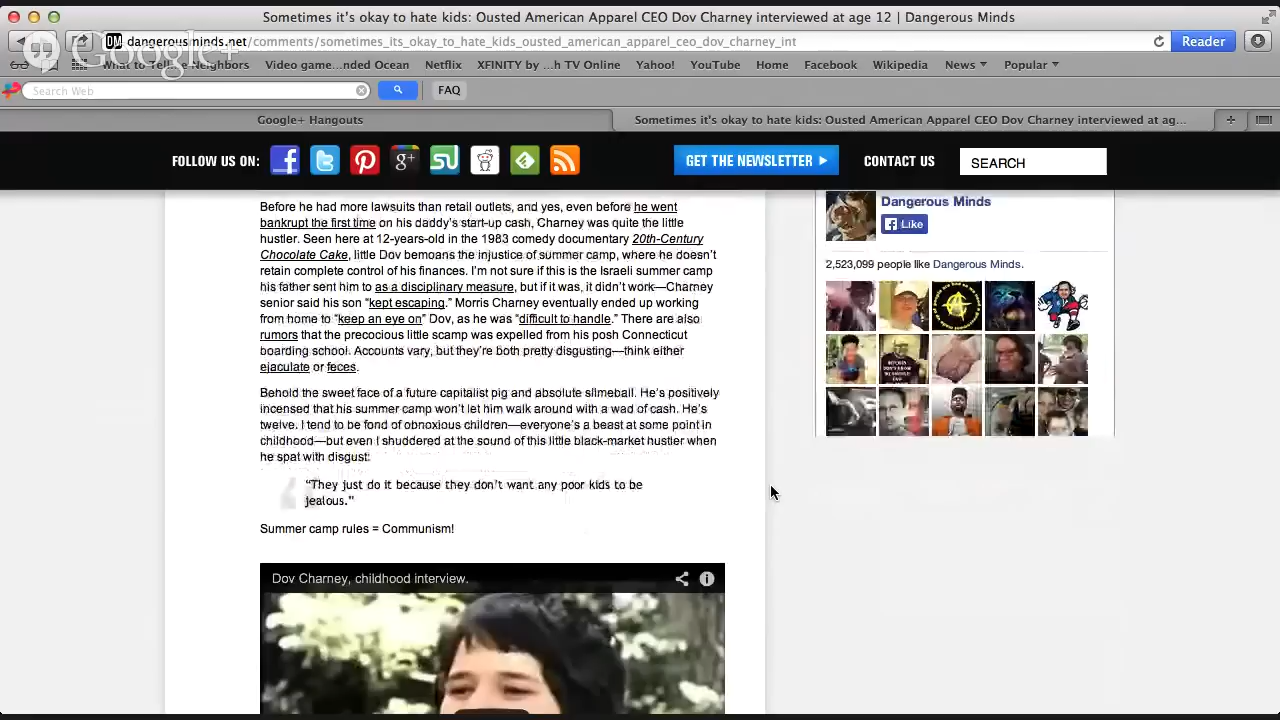 Sometimes it's okay to hate kids: Ousted American Apparel CEO Dov Charney interviewed at age 12 | Dangerous Minds
Google+
DM dangerousminds.net/comments/sometimes_its_okay_to_hate_kids_ousted_american_apparel_ceo_dov_charney_int
Reader
What to Tell Neighbors
Video game...nded Ocean
Netflix
XFINITY by ...h TV Online
Yahoo!
YouTube
Home
Facebook
Wikipedia
News
Popular
Search Web
FAQ
Google+ Hangouts
Sometimes it's okay to hate kids: Ousted American Apparel CEO Dov Charney interviewed at ag...
FOLLOW US ON:
GET THE NEWSLETTER
CONTACT US
SEARCH
Before he had more lawsuits than retail outlets, and yes, even before he went
bankrupt the first time on his daddy's start-up cash, Charney was quite the little
hustler. Seen here at 12-years-old in the 1983 comedy documentary 20th-Century
Chocolate Cake, little Dov bemoans the injustice of summer camp, where he doesn't
retain complete control of his finances. I'm not sure if this is the Israeli summer camp
his father sent him to as a disciplinary measure, but if it was, it didn't work—Charney
senior said his son "kept escaping." Morris Charney eventually ended up working
from home to "keep an eye on" Dov, as he was "difficult to handle." There are also
rumors that the precocious little scamp was expelled from his posh Connecticut
boarding school. Accounts vary, but they're both pretty disgusting—think either
ejaculate or feces.
Behold the sweet face of a future capitalist pig and absolute slimeball. He's positively
incensed that his summer camp won't let him walk around with a wad of cash. He's
twelve. I tend to be fond of obnoxious children—everyone's a beast at some point in
childhood—but even I shuddered at the sound of this little black-market hustler when
he spat with disgust:
"They just do it because they don't want any poor kids to be
jealous."
Summer camp rules = Communism!
Dov Charney, childhood interview.
Dangerous Minds
Like
2,523,099 people like Dangerous Minds.